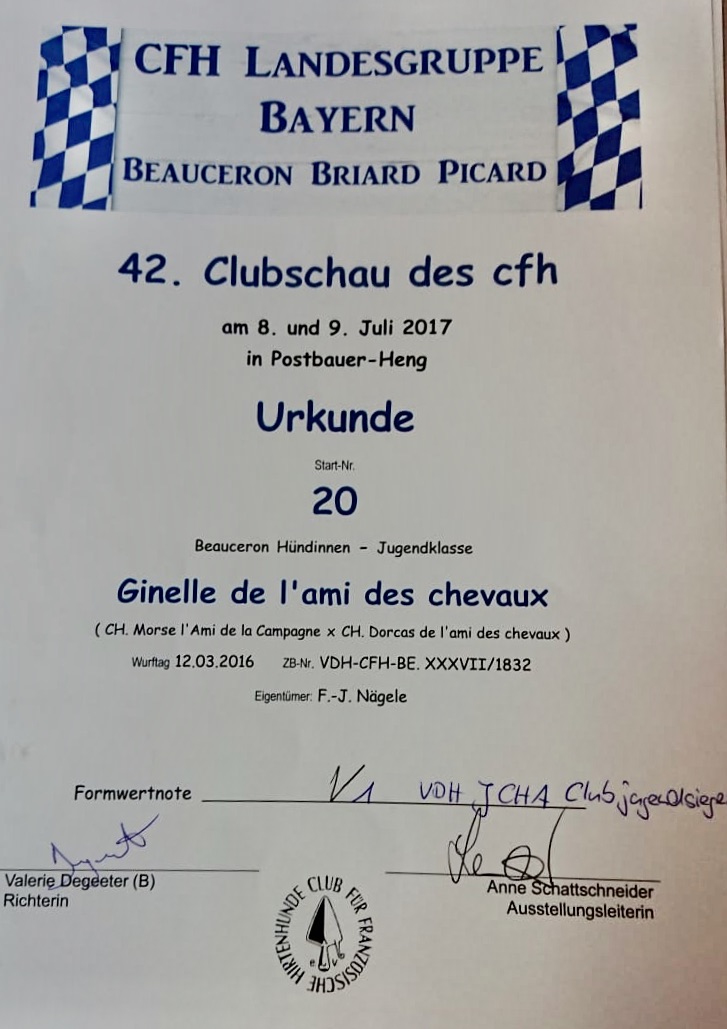 CFH LANDESGRUPPE
BAYERN
BEAUCERON BRIARD PICARD
42. Clubschau des cfh
am 8. und 9. Juli 2017
in Postbauer-Heng
Urkunde
Start-Nr.
20
Beauceron Hündinnen - Jugendklasse
Ginelle de l'ami des chevaux
( CH. Morse l'Ami de la Campagne x CH. Dorcas de l'ami des chevaux )
Wurftag 12.03.2016 ZB-Nr. VDH-CFH-BE. XXXVII/1832
Eigentümer: F.-J. Nägele
Formwertnote V1 VDH JCHA Clubjugendsiege
Valerie Degeeter (B)
Richterin
Anne Schattschneider
Ausstellungsleiterin
CLUB FÜR FRANZÖSISCHE HIRTENHUNDE
e.V.